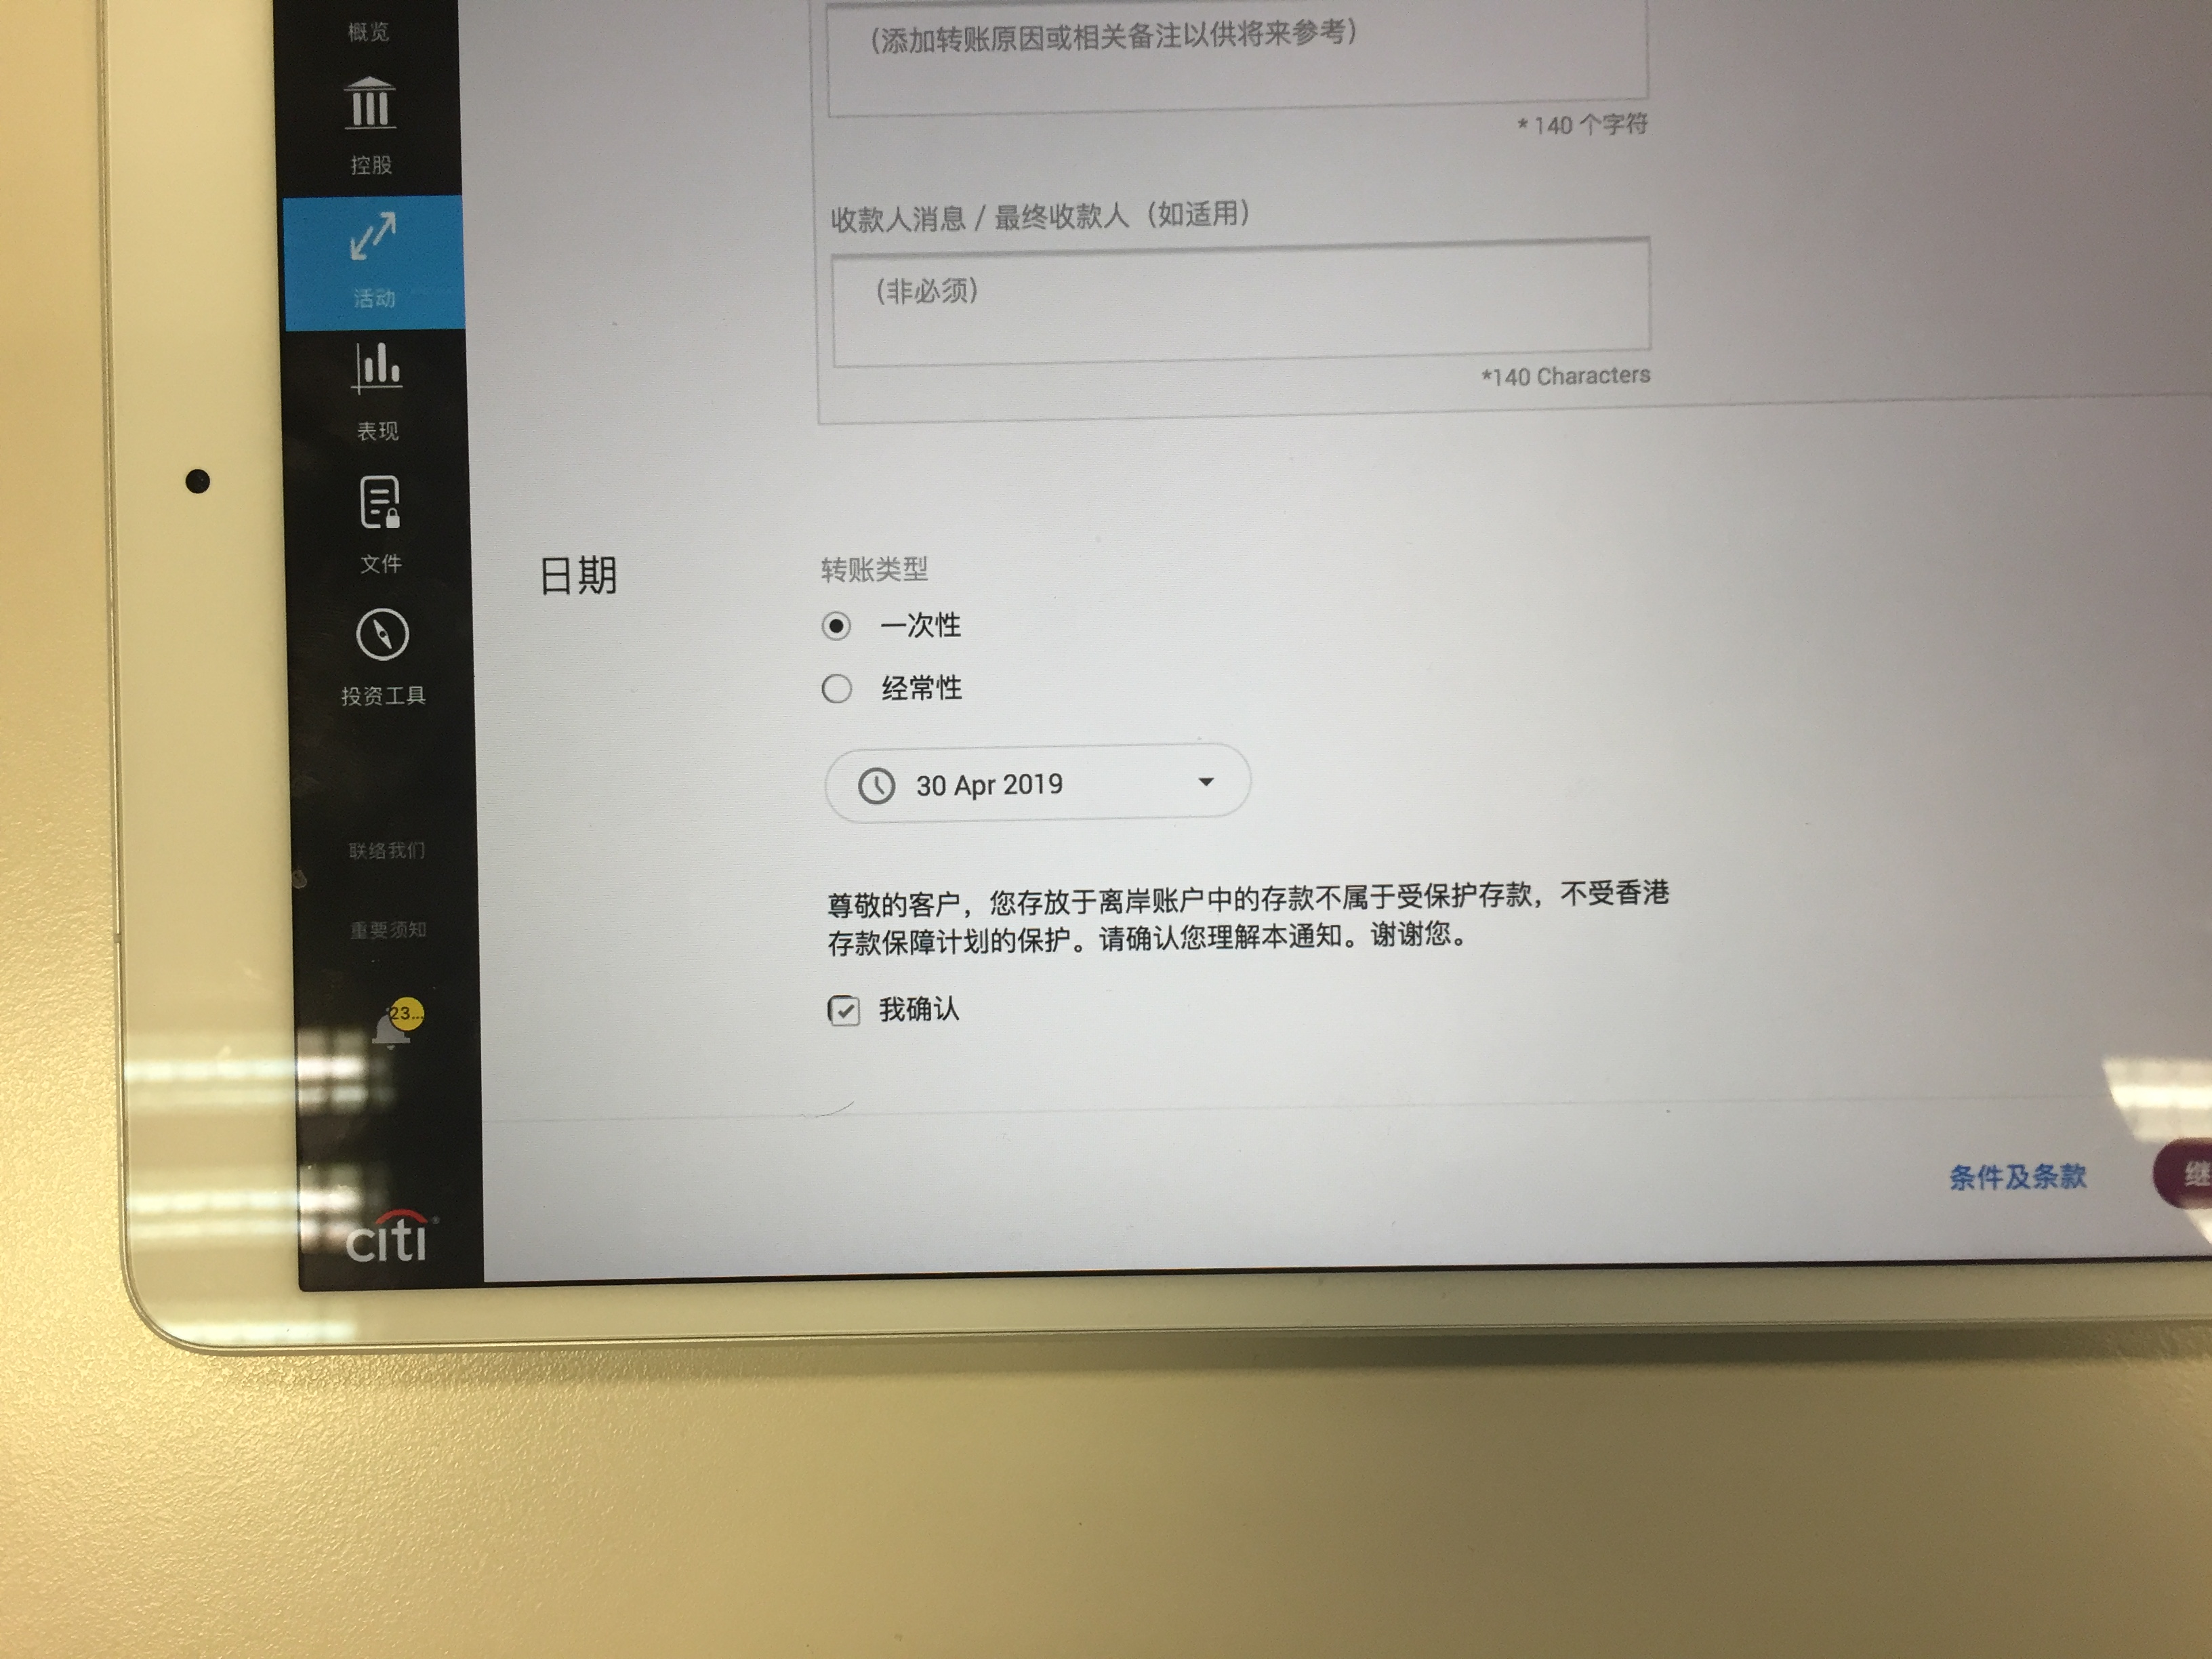 概览
控股
活动
表现
文件
投资工具
联络我们
重要须知
23...
citi
(添加转账原因或相关备注以供将来参考)
* 140 个字符
收款人消息 / 最终收款人（如适用）
(非必须)
*140 Characters
日期
转账类型
一次性
经常性
30 Apr 2019
尊敬的客户，您存放于离岸账户中的存款不属于受保护存款，不受香港
存款保障计划的保护。请确认您理解本通知。谢谢您。
我确认
条件及条款
继